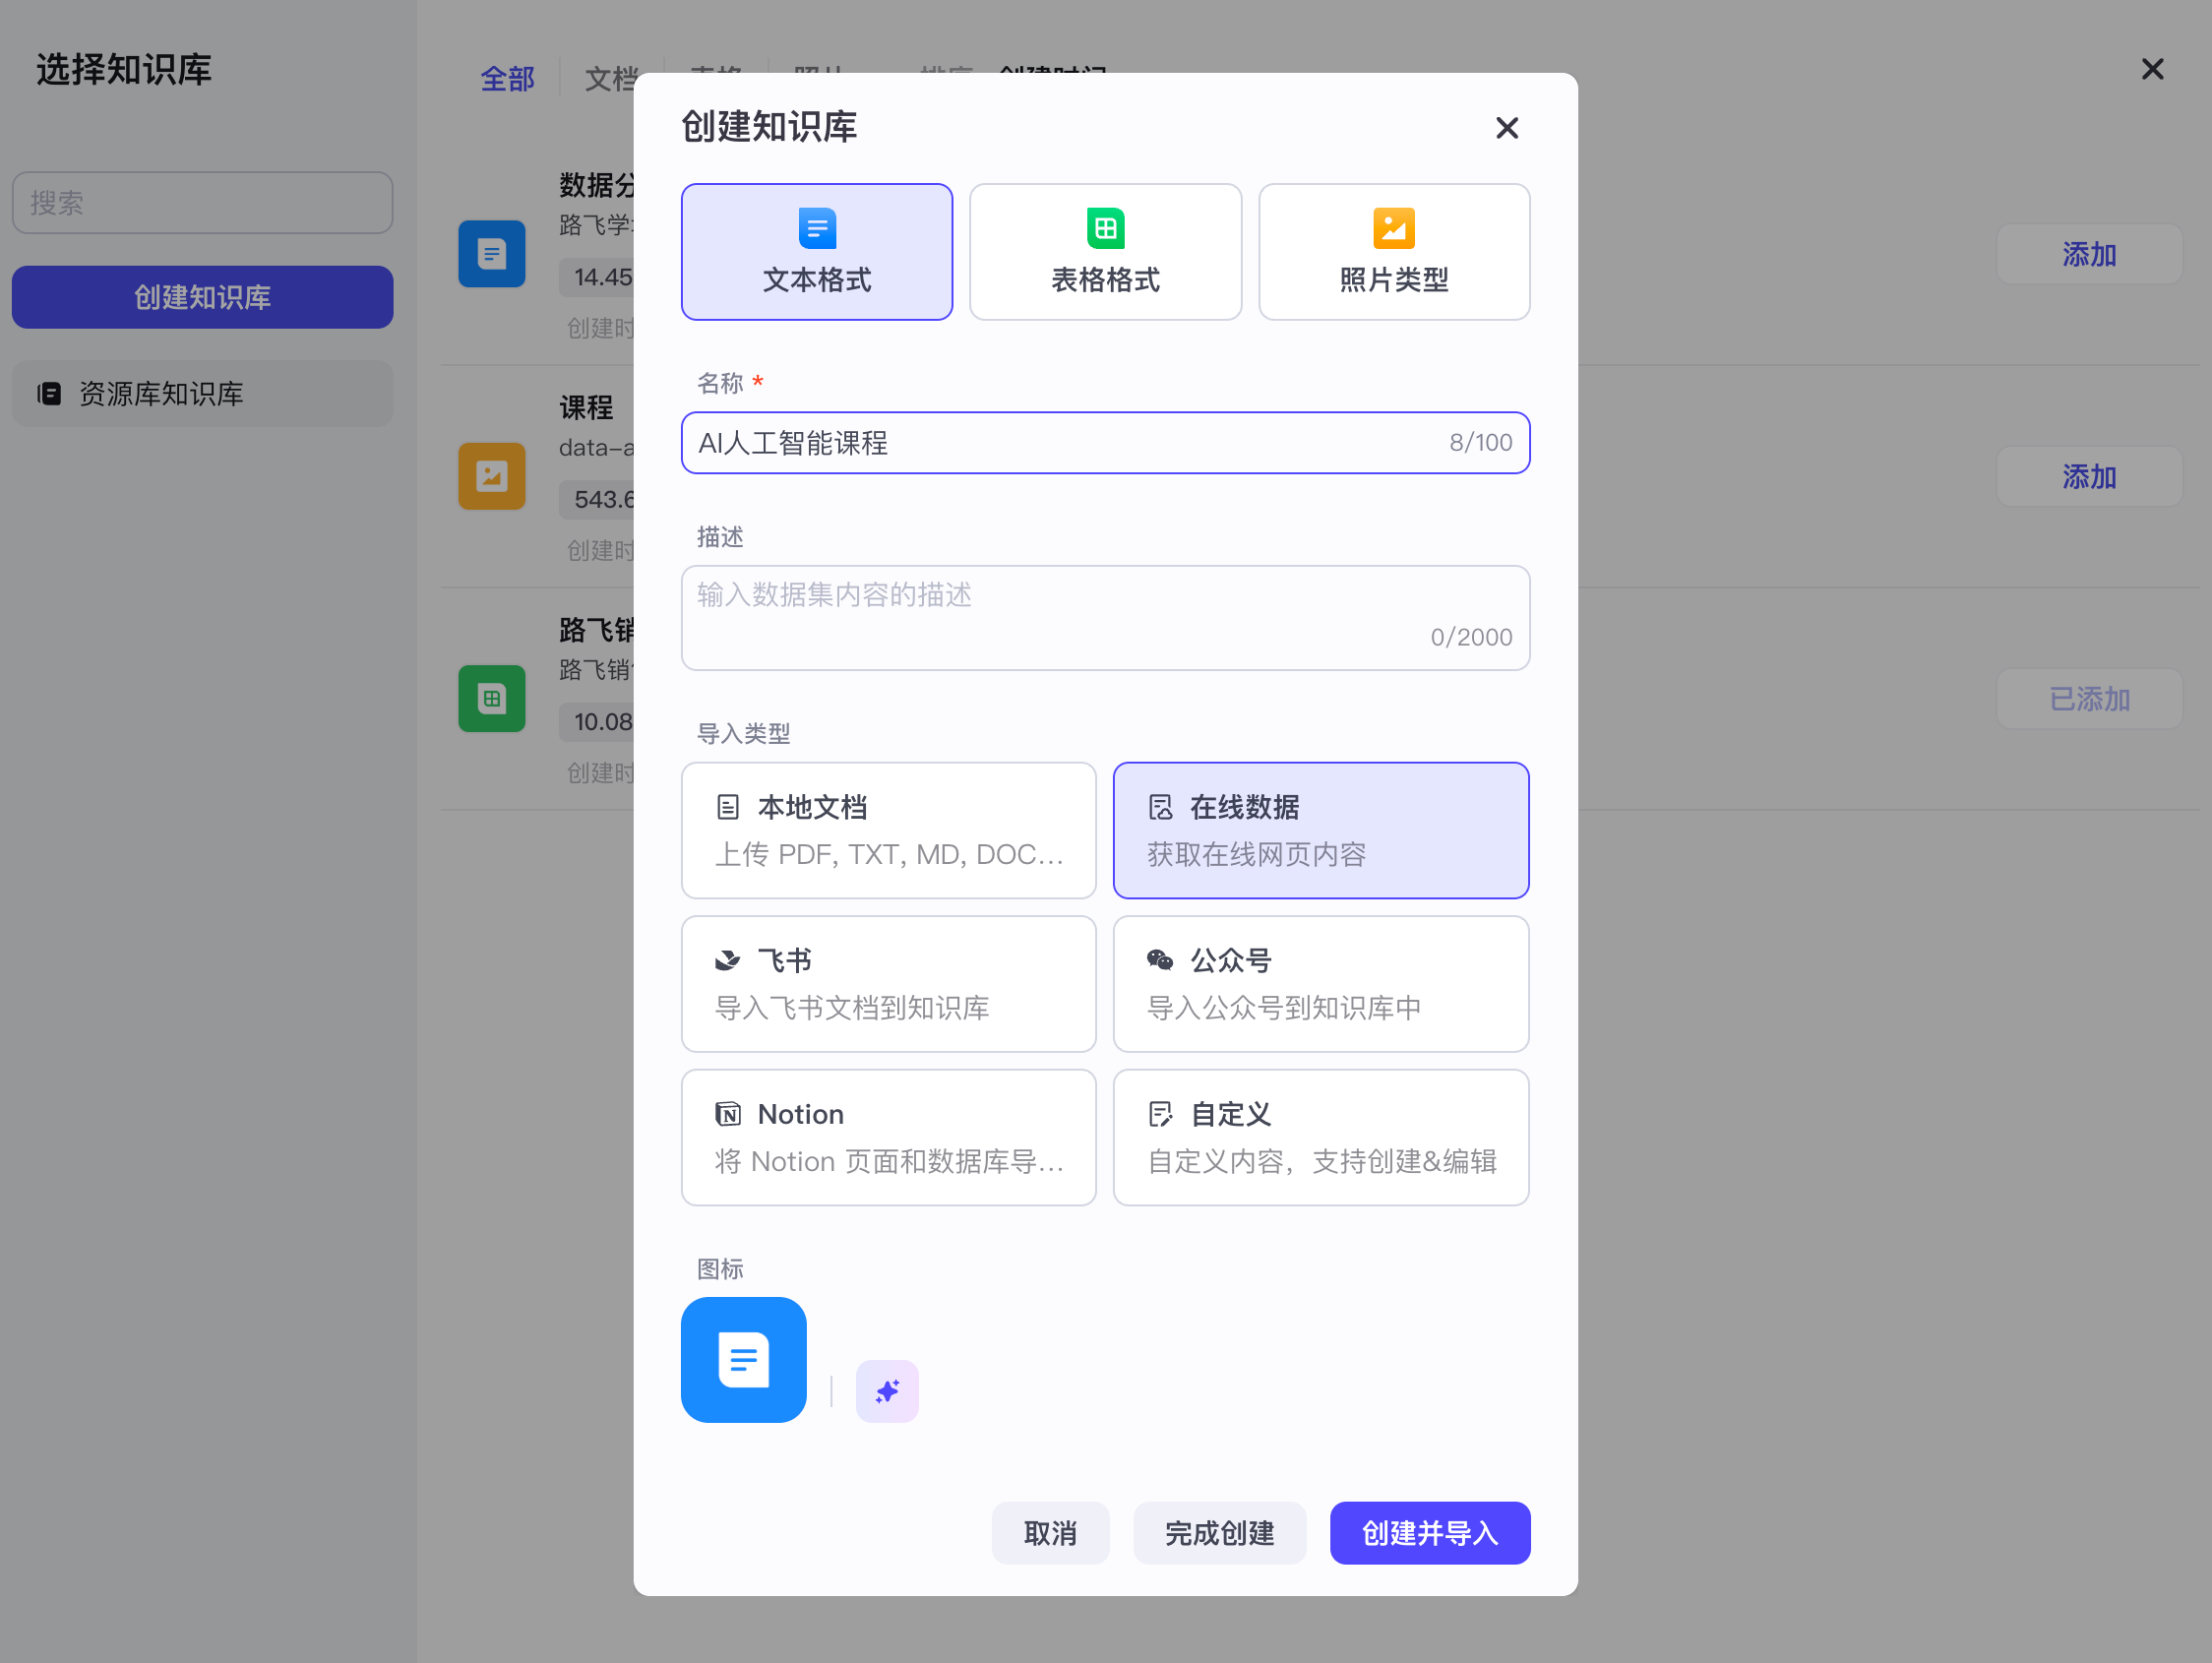 选择知识库
搜索
创建知识库
资源库知识库
全部
文档
创建时间
数据分
路飞学
14.45
创建时
添加
课程
data-a
543.6
创建时
添加
路飞销
路飞销
10.08
创建时
已添加
创建知识库
文本格式
表格格式
照片类型
名称 *
AI人工智能课程
8/100
描述
输入数据集内容的描述
0/2000
导入类型
本地文档
上传 PDF, TXT, MD, DOC...
在线数据
获取在线网页内容
飞书
导入飞书文档到知识库
公众号
导入公众号到知识库中
Notion
将 Notion 页面和数据库导...
自定义
自定义内容，支持创建&编辑
图标
取消
完成创建
创建并导入